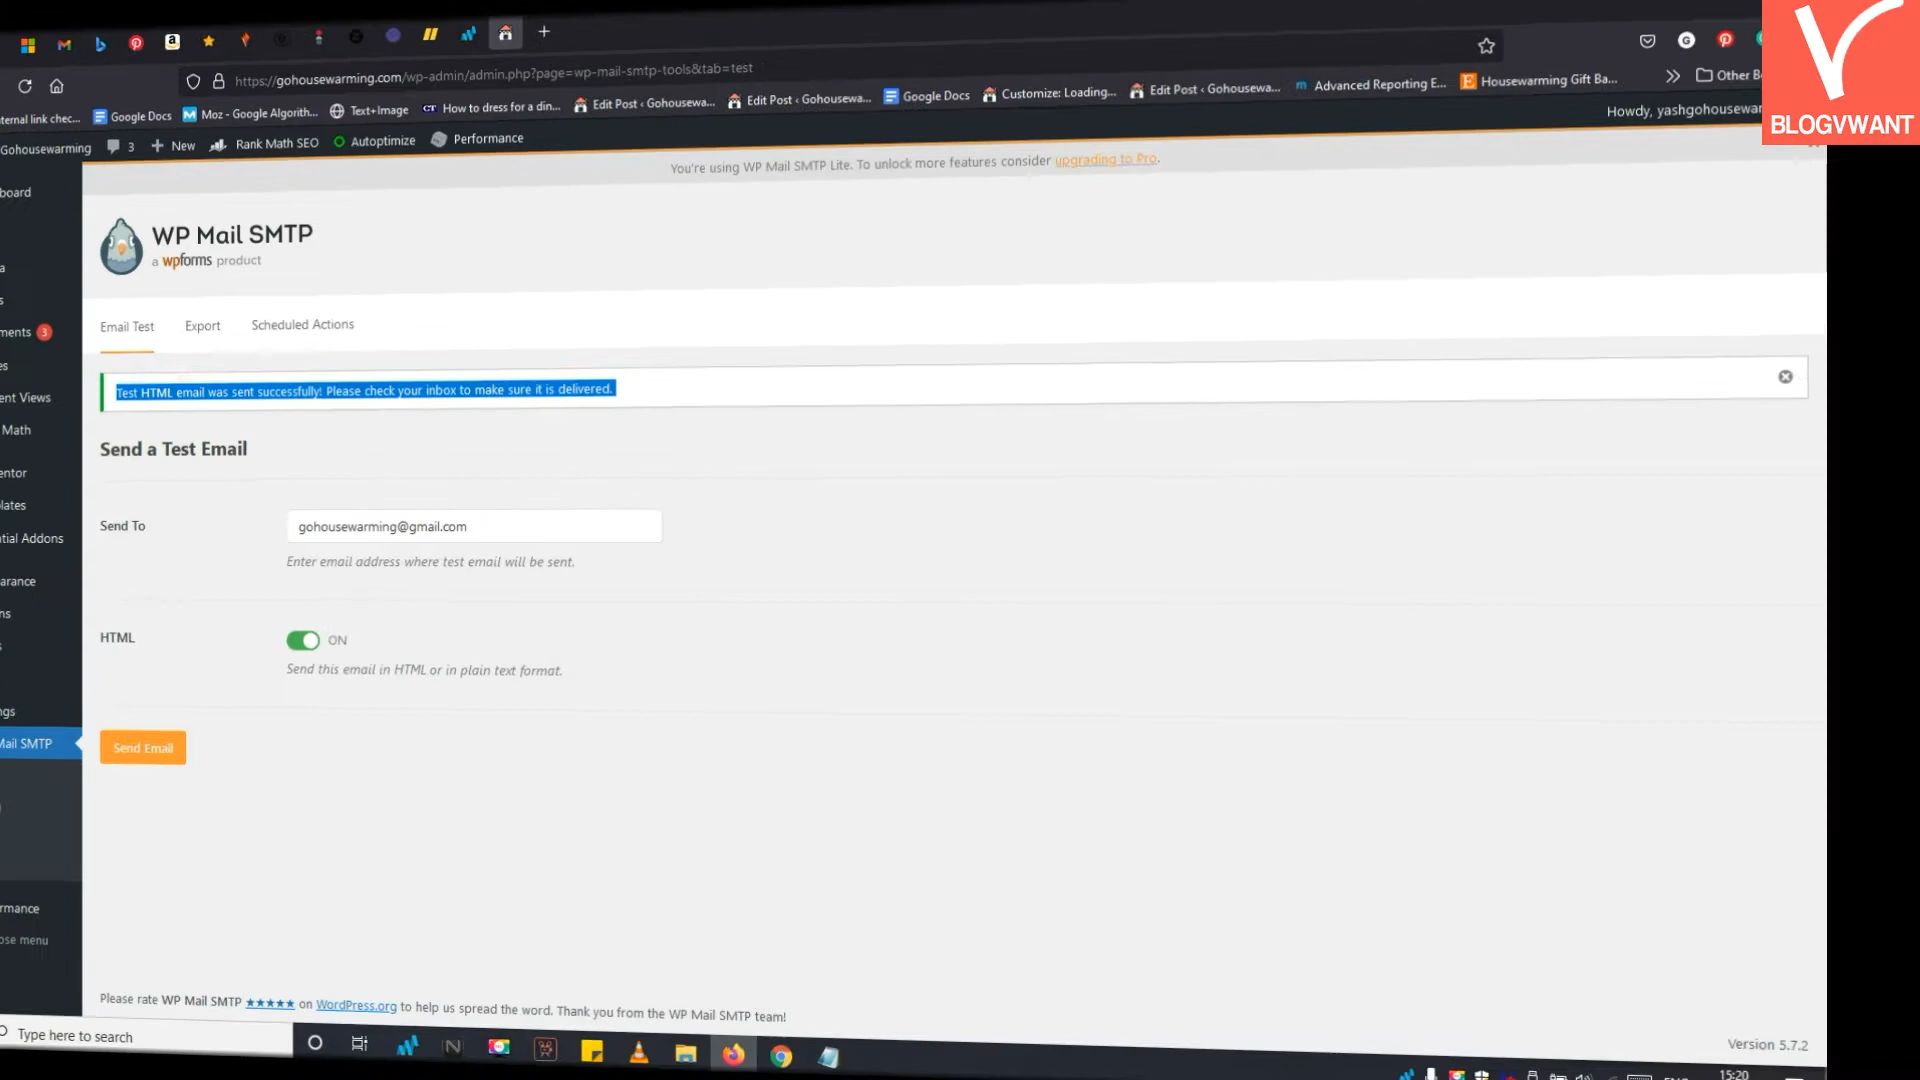 https://gohousewarming.com/wp-admin/admin.php?page=wp-mail-smtp-tools&tab=test
ternal link chec... Google Docs Moz - Google Algorith... Text+Image CT How to dress for a din... Edit Post ‹ Gohousewa... Edit Post ‹ Gohousewa... Google Docs Customize: Loading... Edit Post ‹ Gohousewa... m Advanced Reporting E... E Housewarming Gift Ba... Other B
BLOGVWANT
Gohousewarming 3 New Rank Math SEO Autoptimize Performance Howdy, yashgohousewar
You're using WP Mail SMTP Lite. To unlock more features consider upgrading to Pro.
board
a
s
ments 3
es
ent Views
Math
entor
plates
ntial Addons
arance
ns
s
ngs
Mail SMTP
rmance
ose menu
WP Mail SMTP
a wpforms product
Email Test Export Scheduled Actions
Test HTML email was sent successfully! Please check your inbox to make sure it is delivered.
Send a Test Email
Send To gohousewarming@gmail.com
Enter email address where test email will be sent.
HTML ON
Send this email in HTML or in plain text format.
Send Email
Please rate WP Mail SMTP ★★★★★ on WordPress.org to help us spread the word. Thank you from the WP Mail SMTP team!
Version 5.7.2
Type here to search
15:20